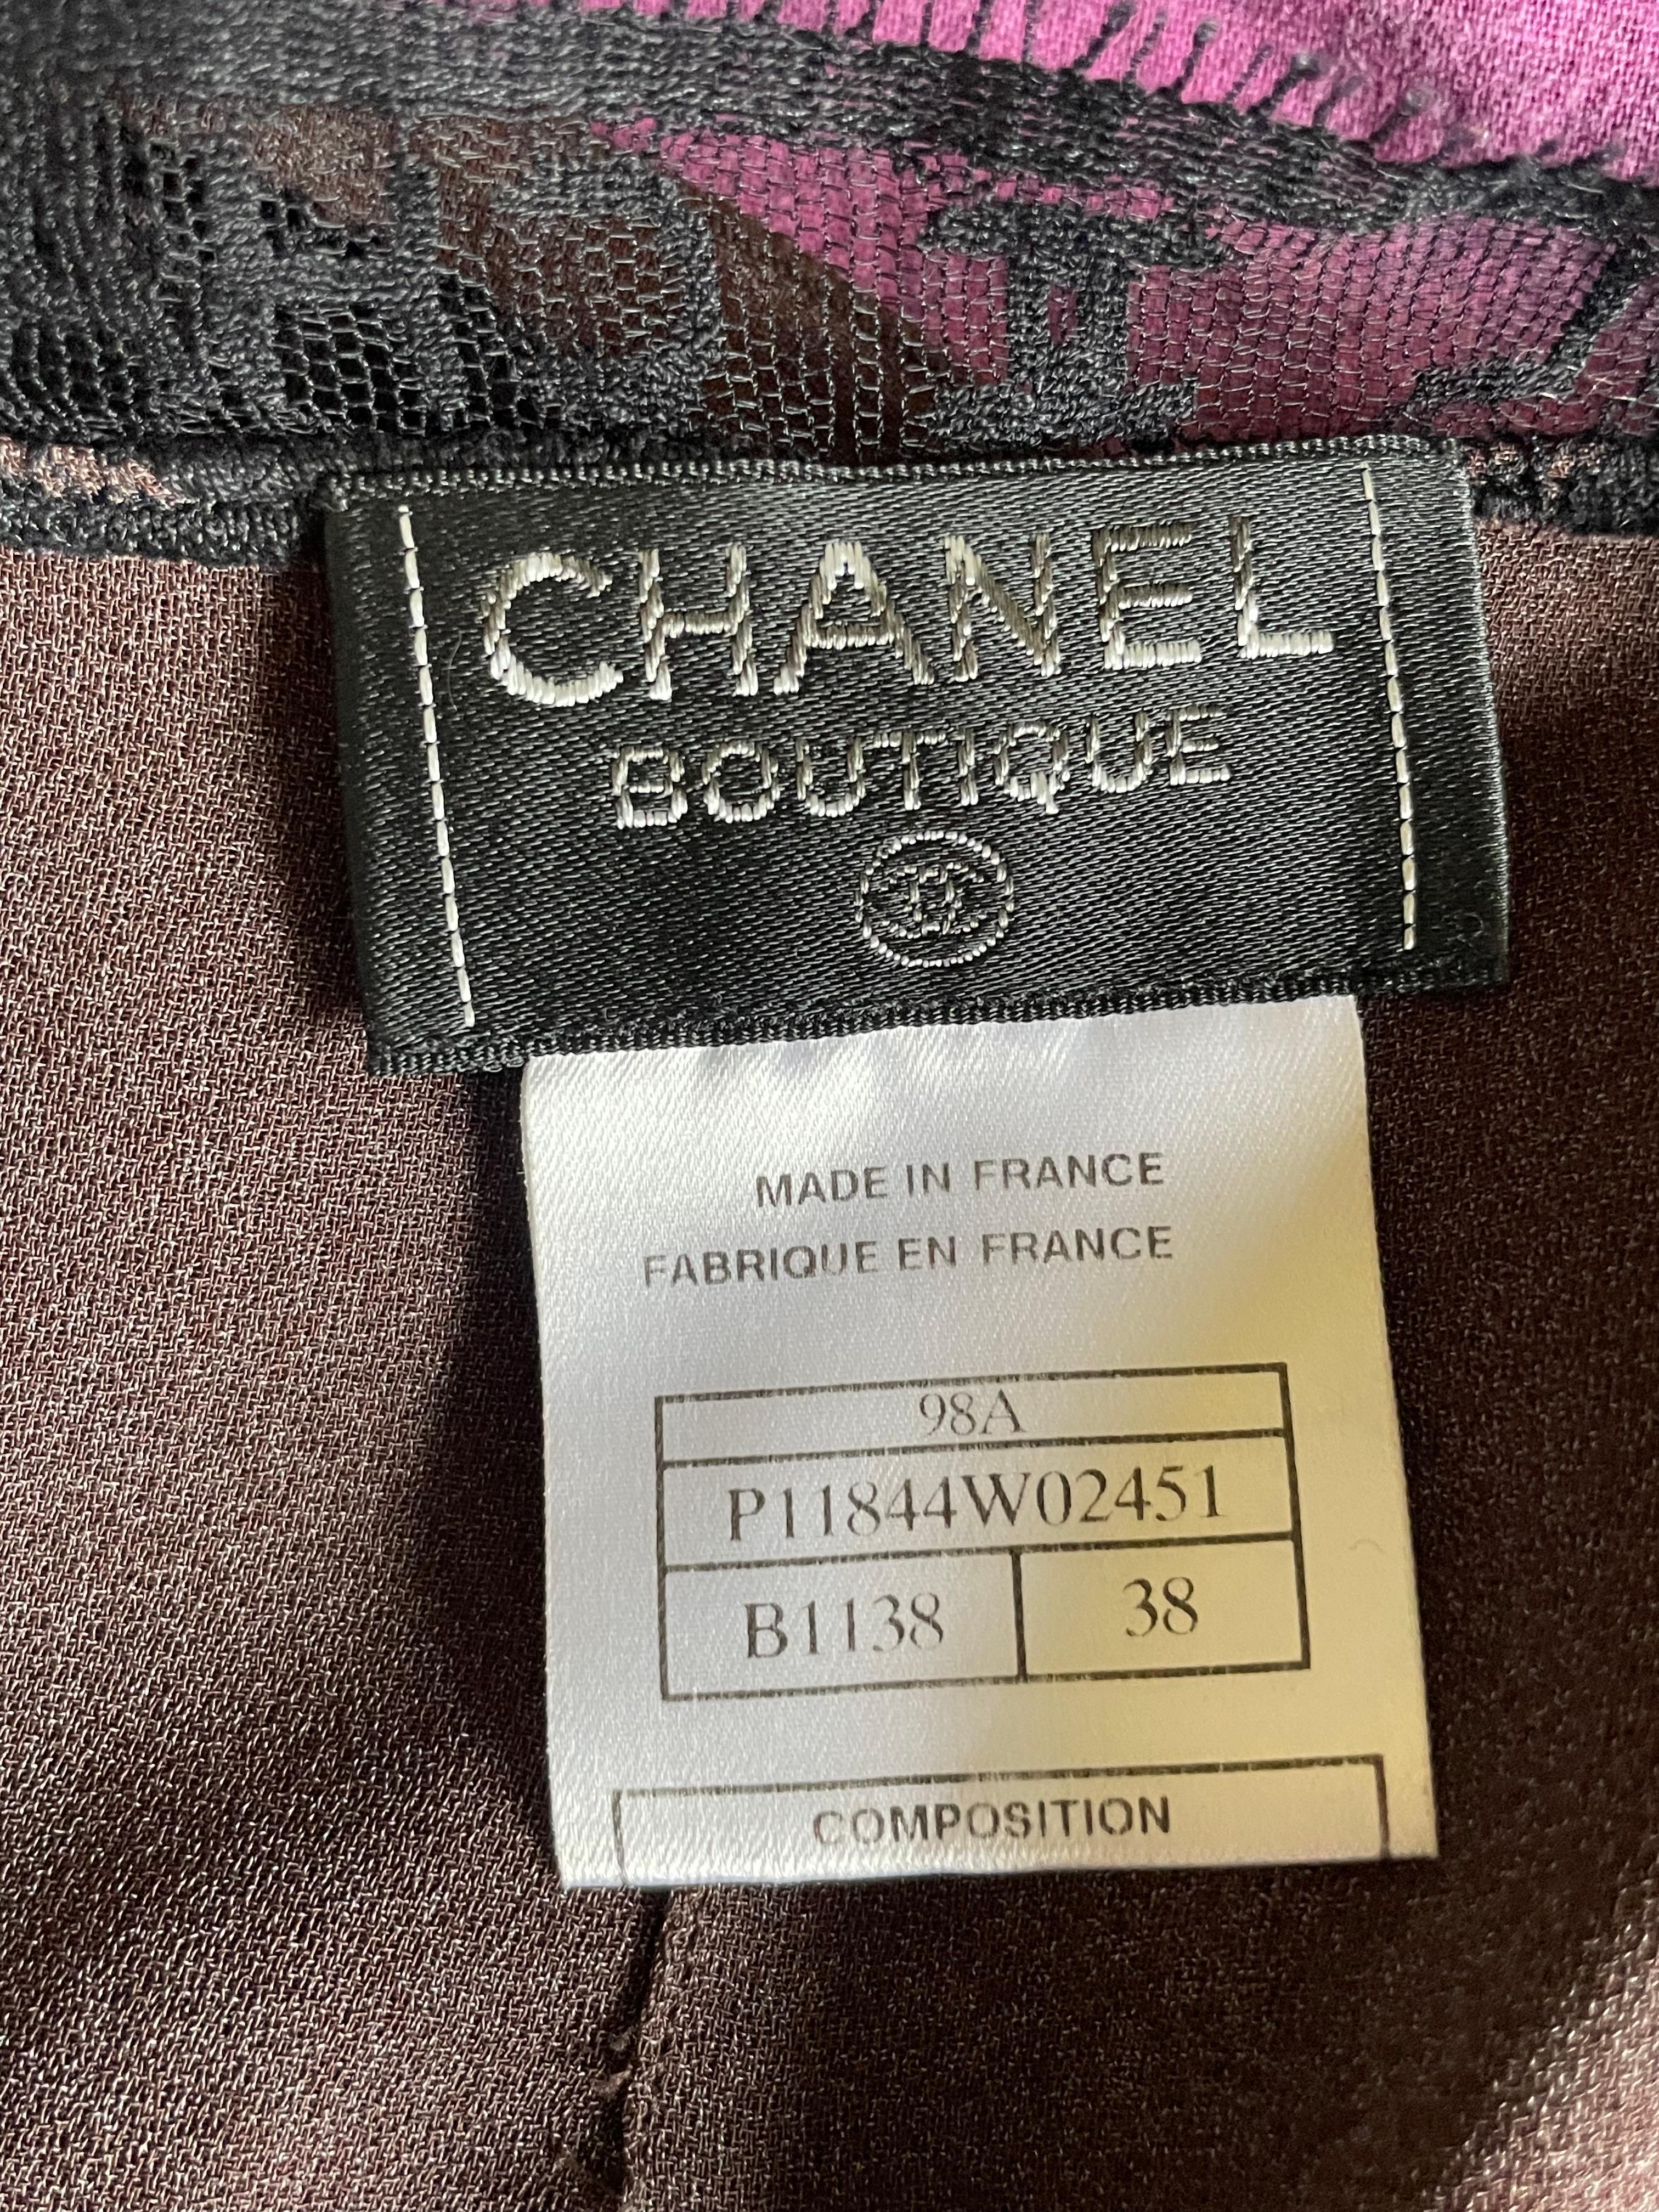 CHANEL
BOUTIQUE
MADE IN FRANCE
FABRIQUE EN FRANCE
98A
P11844W02451
B1138 38
COMPOSITION